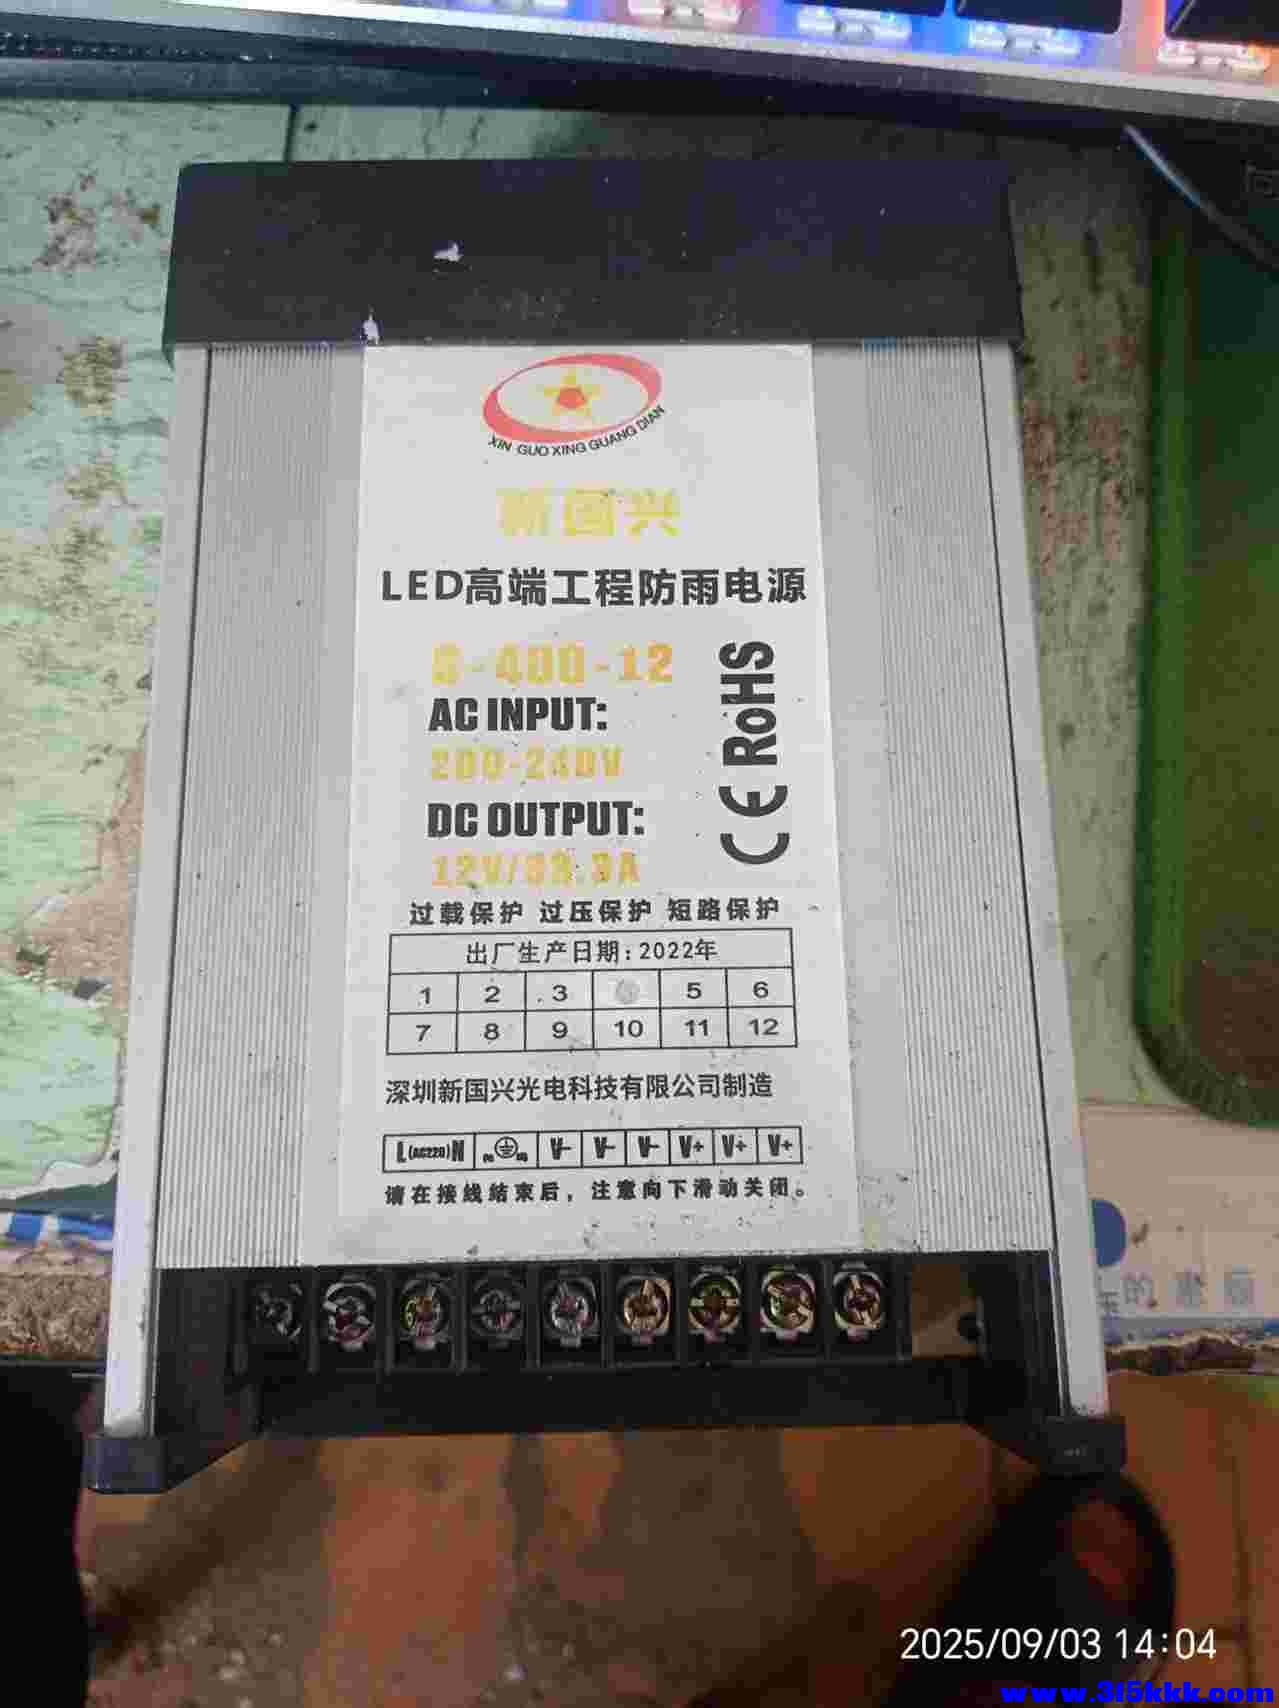 XIN GUO XING GUANG DIAN
新国兴
LED高端工程防雨电源
S-400-12
AC INPUT:
200-240V
DC OUTPUT:
12V/33.3A
CE RoHS
过载保护 过压保护 短路保护
出厂生产日期:2022年
1 2 3 5 6
7 8 9 10 11 12
深圳新国兴光电科技有限公司制造
L(AC220)N V- V- V- V+ V+ V+
请在接线结束后，注意向下滑动关闭。
的
2025/09/03 14:04
www.3l5kkk.com